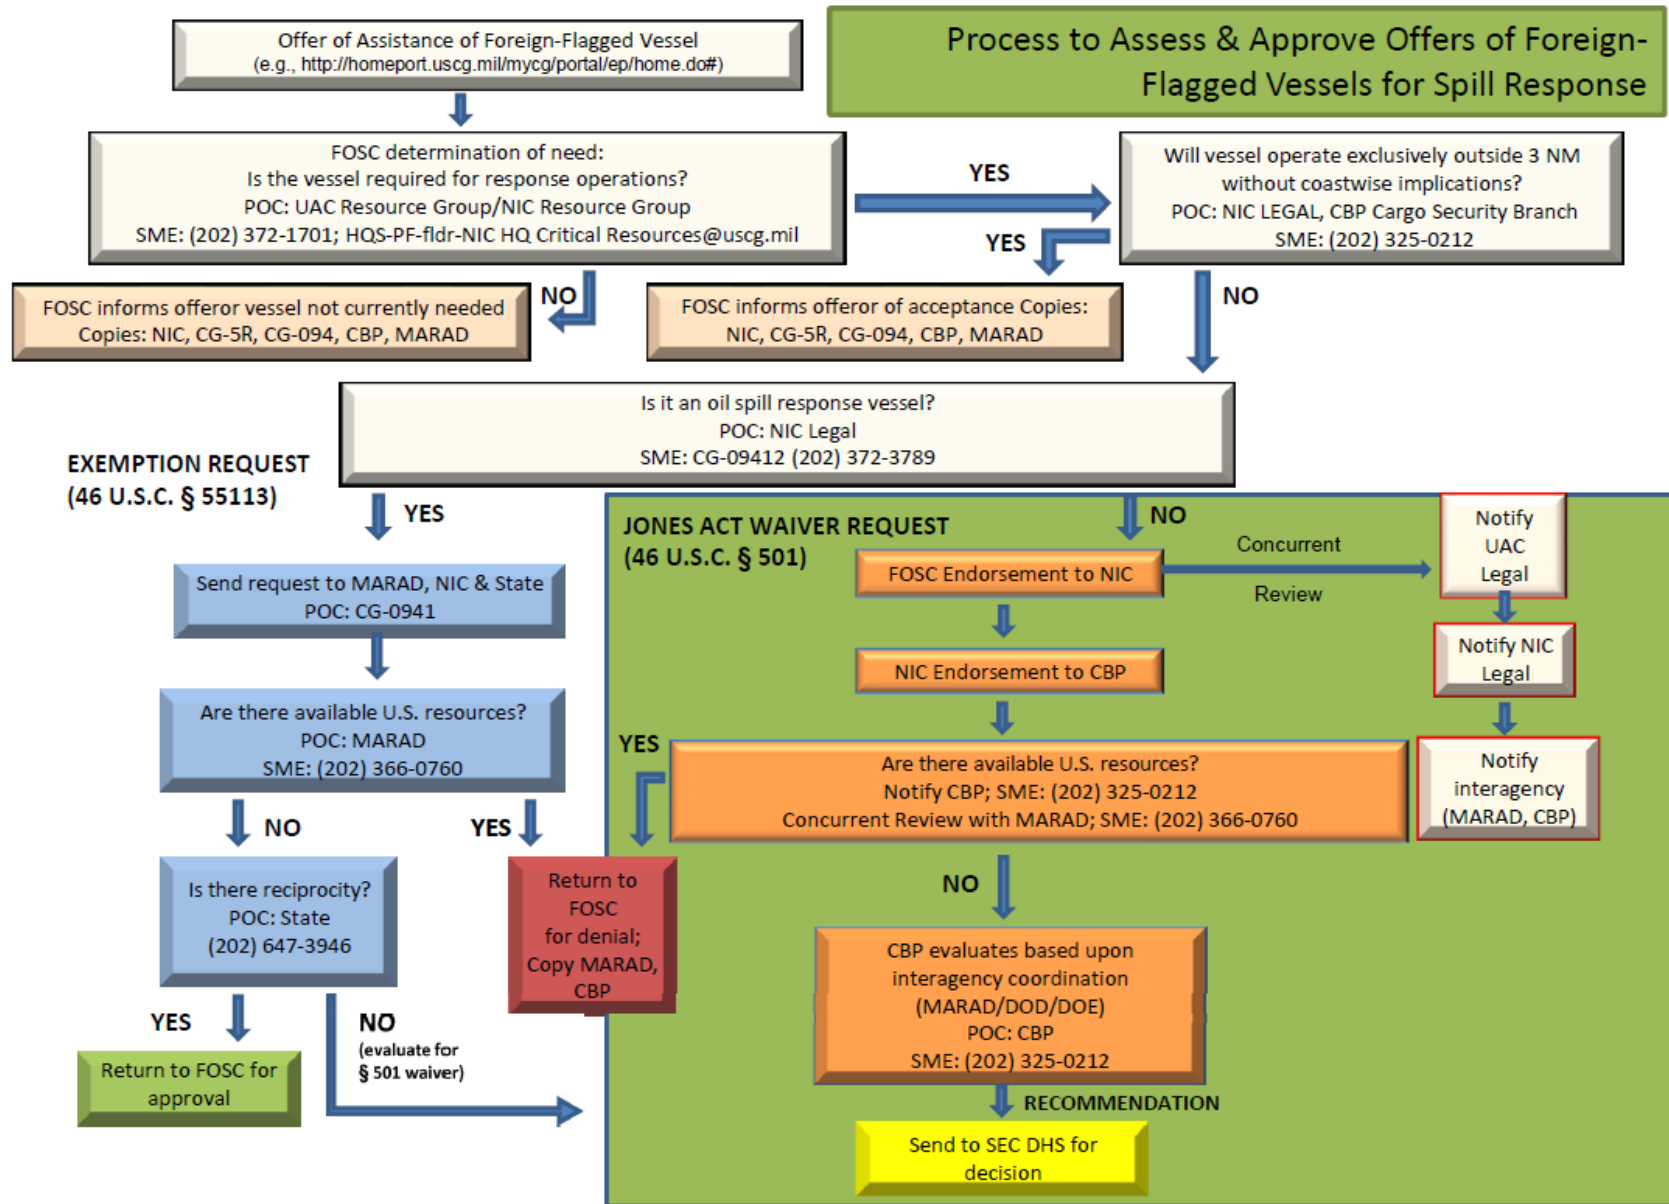 Process to Assess & Approve Offers of Foreign-
Flagged Vessels for Spill Response
Offer of Assistance of Foreign-Flagged Vessel
(e.g., http://homeport.uscg.mil/mycg/portal/ep/home.do#)
FOSC determination of need:
Is the vessel required for response operations?
POC: UAC Resource Group/NIC Resource Group
SME: (202) 372-1701; HQS-PF-fldr-NIC HQ Critical Resources@uscg.mil
YES
Will vessel operate exclusively outside 3 NM
without coastwise implications?
POC: NIC LEGAL, CBP Cargo Security Branch
SME: (202) 325-0212
YES
NO
FOSC informs offeror vessel not currently needed
Copies: NIC, CG-5R, CG-094, CBP, MARAD
FOSC informs offeror of acceptance Copies:
NIC, CG-5R, CG-094, CBP, MARAD
NO
Is it an oil spill response vessel?
POC: NIC Legal
SME: CG-09412 (202) 372-3789
EXEMPTION REQUEST
(46 U.S.C. § 55113)
YES
Send request to MARAD, NIC & State
POC: CG-0941
Are there available U.S. resources?
POC: MARAD
SME: (202) 366-0760
NO
YES
Is there reciprocity?
POC: State
(202) 647-3946
Return to
FOSC
for denial;
Copy MARAD,
CBP
YES
NO
(evaluate for
§ 501 waiver)
Return to FOSC for
approval
JONES ACT WAIVER REQUEST
(46 U.S.C. § 501)
NO
FOSC Endorsement to NIC
Concurrent
Review
Notify
UAC
Legal
NIC Endorsement to CBP
Notify NIC
Legal
YES
Are there available U.S. resources?
Notify CBP; SME: (202) 325-0212
Concurrent Review with MARAD; SME: (202) 366-0760
Notify
interagency
(MARAD, CBP)
NO
CBP evaluates based upon
interagency coordination
(MARAD/DOD/DOE)
POC: CBP
SME: (202) 325-0212
RECOMMENDATION
Send to SEC DHS for
decision